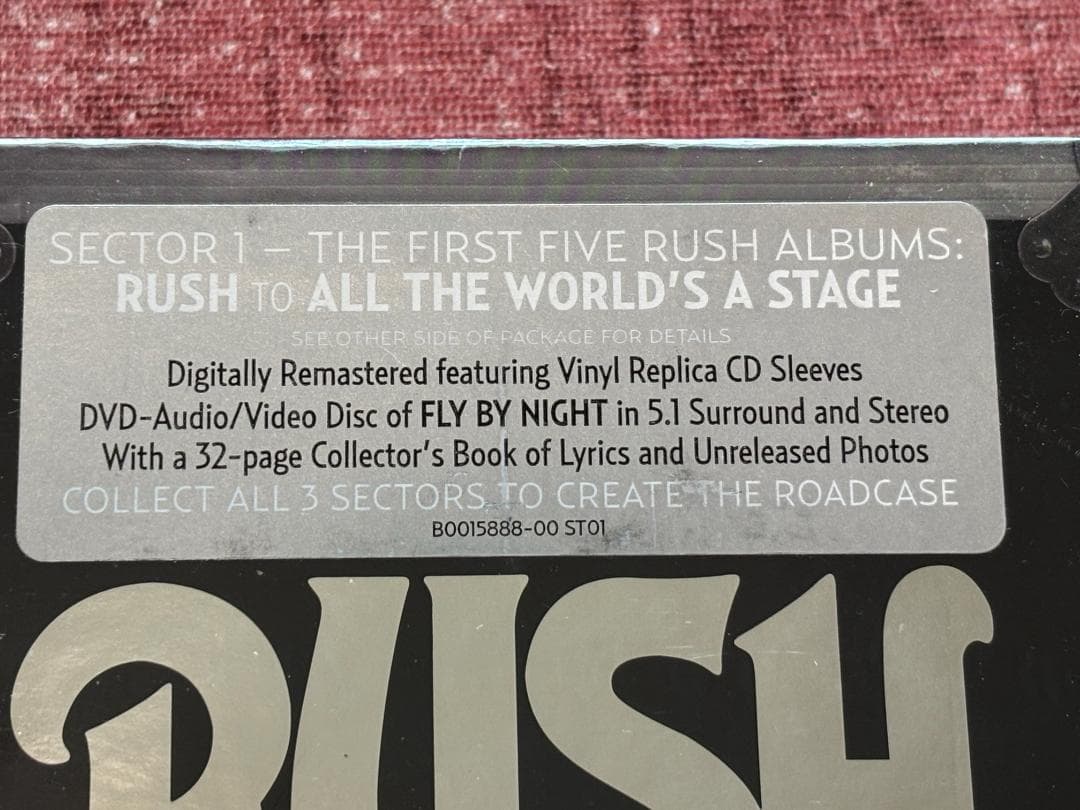 SECTOR 1 – THE FIRST FIVE RUSH ALBUMS:
RUSH TO ALL THE WORLD'S A STAGE
SEE OTHER SIDE OF PACKAGE FOR DETAILS
Digitally Remastered featuring Vinyl Replica CD Sleeves
DVD-Audio/Video Disc of FLY BY NIGHT in 5.1 Surround and Stereo
With a 32-page Collector's Book of Lyrics and Unreleased Photos
COLLECT ALL 3 SECTORS TO CREATE THE ROADCASE
B0015888-00 ST01
RUSH